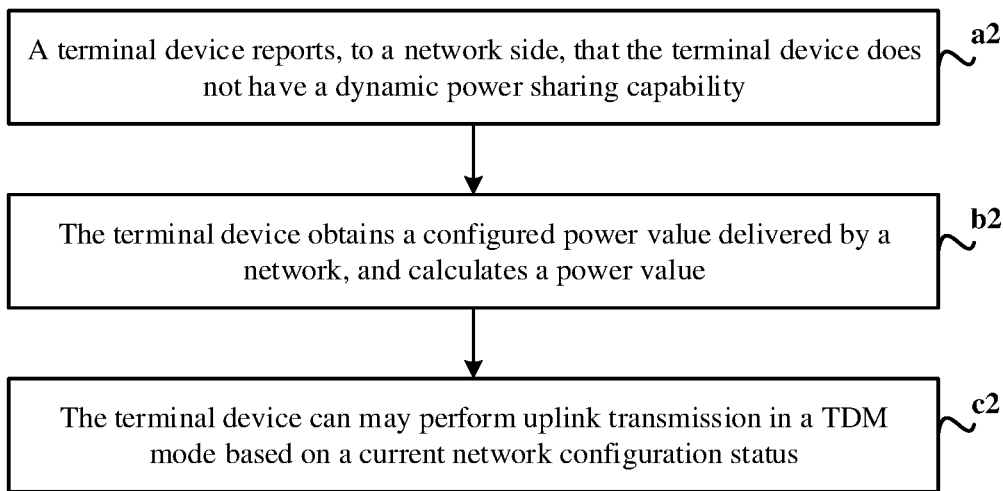 A terminal device reports, to a network side, that the terminal device does
not have a dynamic power sharing capability
a2
The terminal device obtains a configured power value delivered by a
network, and calculates a power value
b2
The terminal device can may perform uplink transmission in a TDM
mode based on a current network configuration status
c2